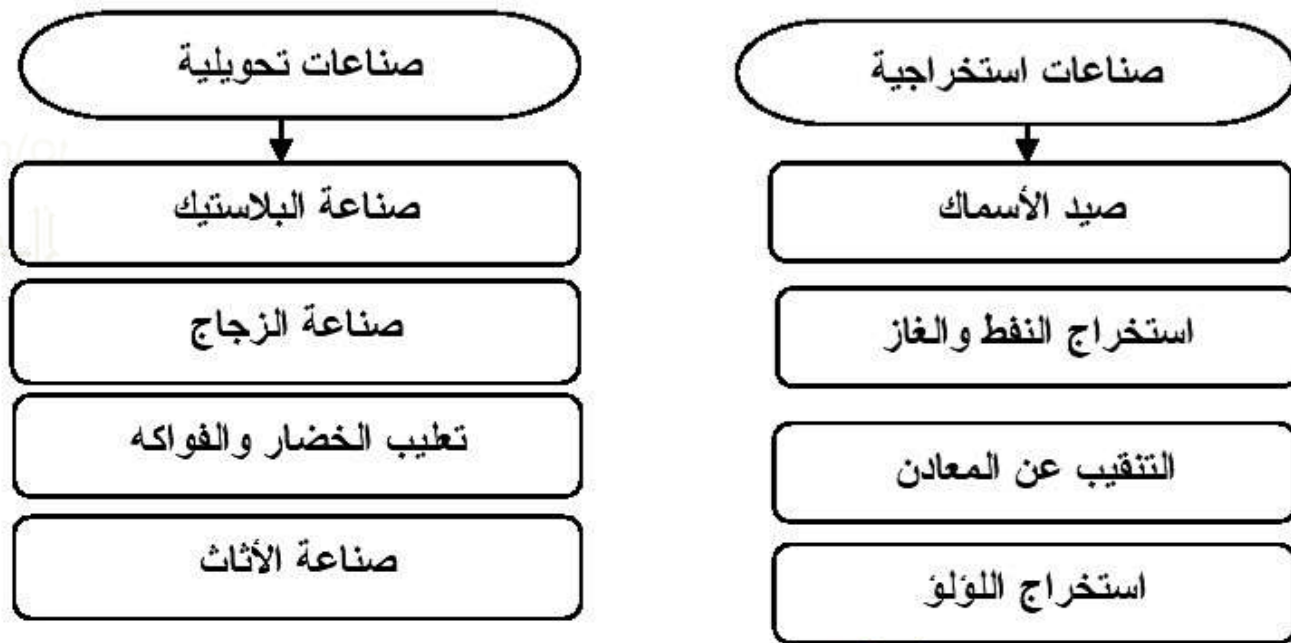 صناعات استخراجية
صيد الأسماك
استخراج النفط والغاز
التنقيب عن المعادن
استخراج اللؤلؤ
صناعات تحويلية
صناعة البلاستيك
صناعة الزجاج
تعليب الخضار والفواكه
صناعة الأثاث